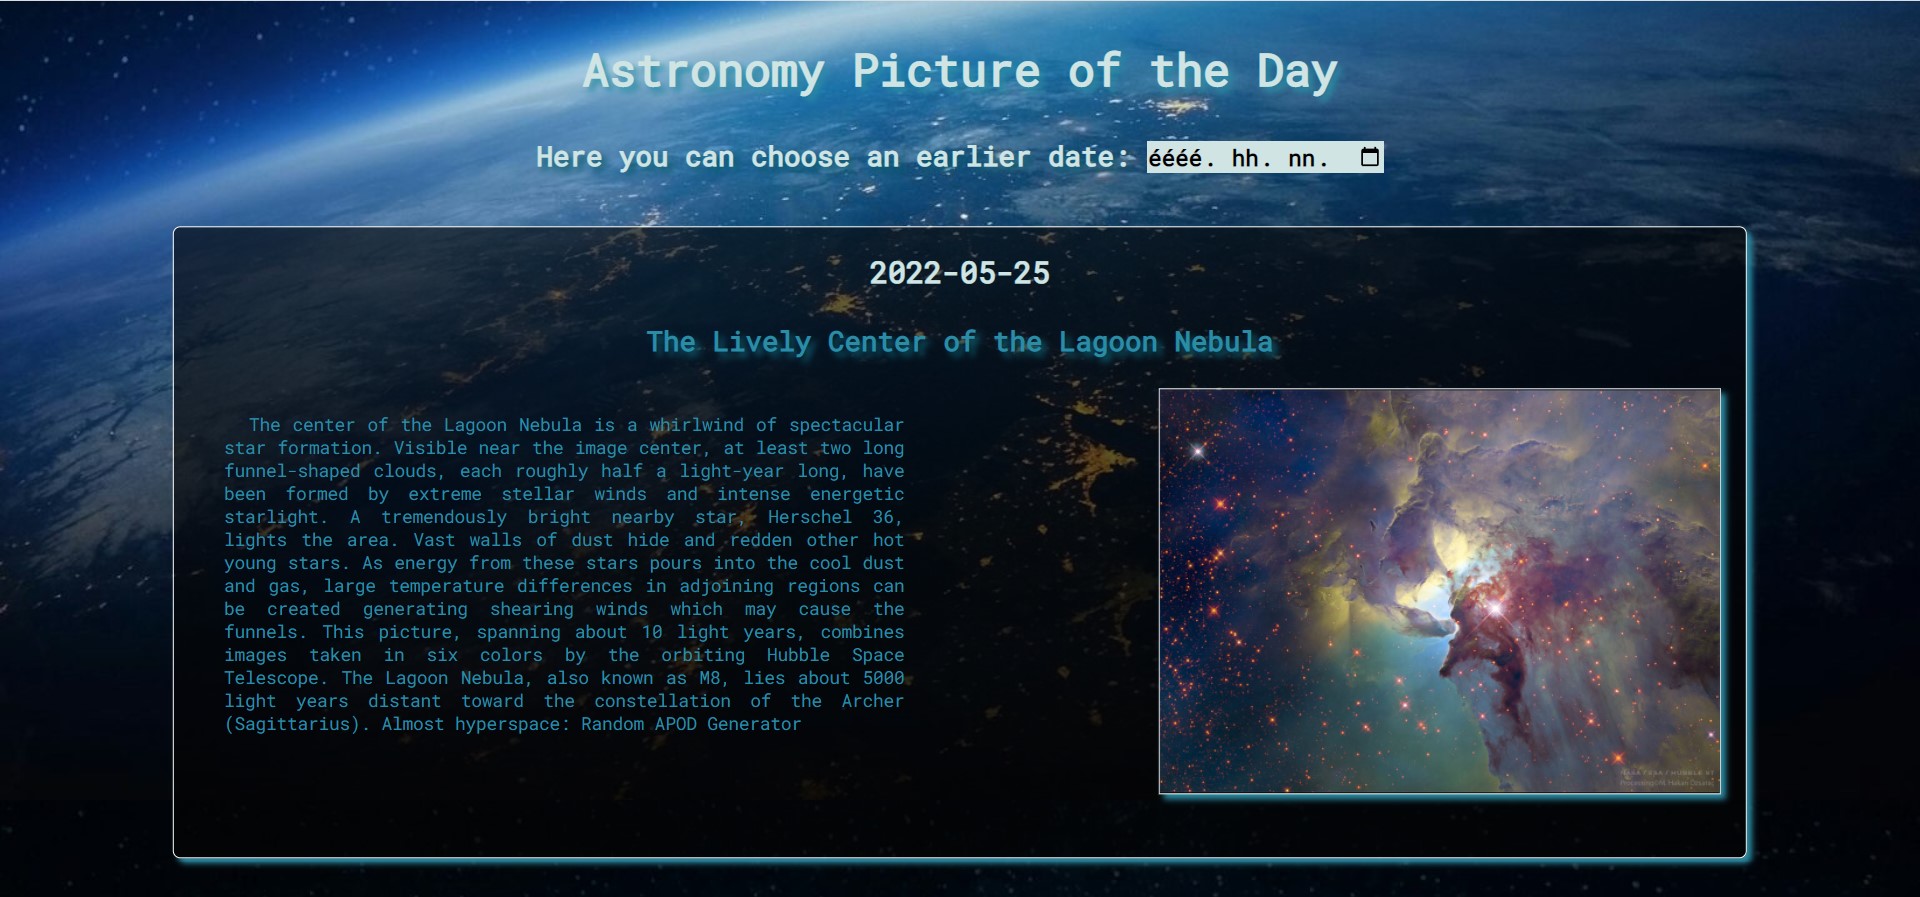 Astronomy Picture of the Day
Here you can choose an earlier date: éééé. hh. nn.
2022-05-25
The Lively Center of the Lagoon Nebula
The center of the Lagoon Nebula is a whirlwind of spectacular
star formation. Visible near the image center, at least two long
funnel-shaped clouds, each roughly half a light-year long, have
been formed by extreme stellar winds and intense energetic
starlight. A tremendously bright nearby star, Herschel 36,
lights the area. Vast walls of dust hide and redden other hot
young stars. As energy from these stars pours into the cool dust
and gas, large temperature differences in adjoining regions can
be created generating shearing winds which may cause the
funnels. This picture, spanning about 10 light years, combines
images taken in six colors by the orbiting Hubble Space
Telescope. The Lagoon Nebula, also known as M8, lies about 5000
light years distant toward the constellation of the Archer
(Sagittarius). Almost hyperspace: Random APOD Generator